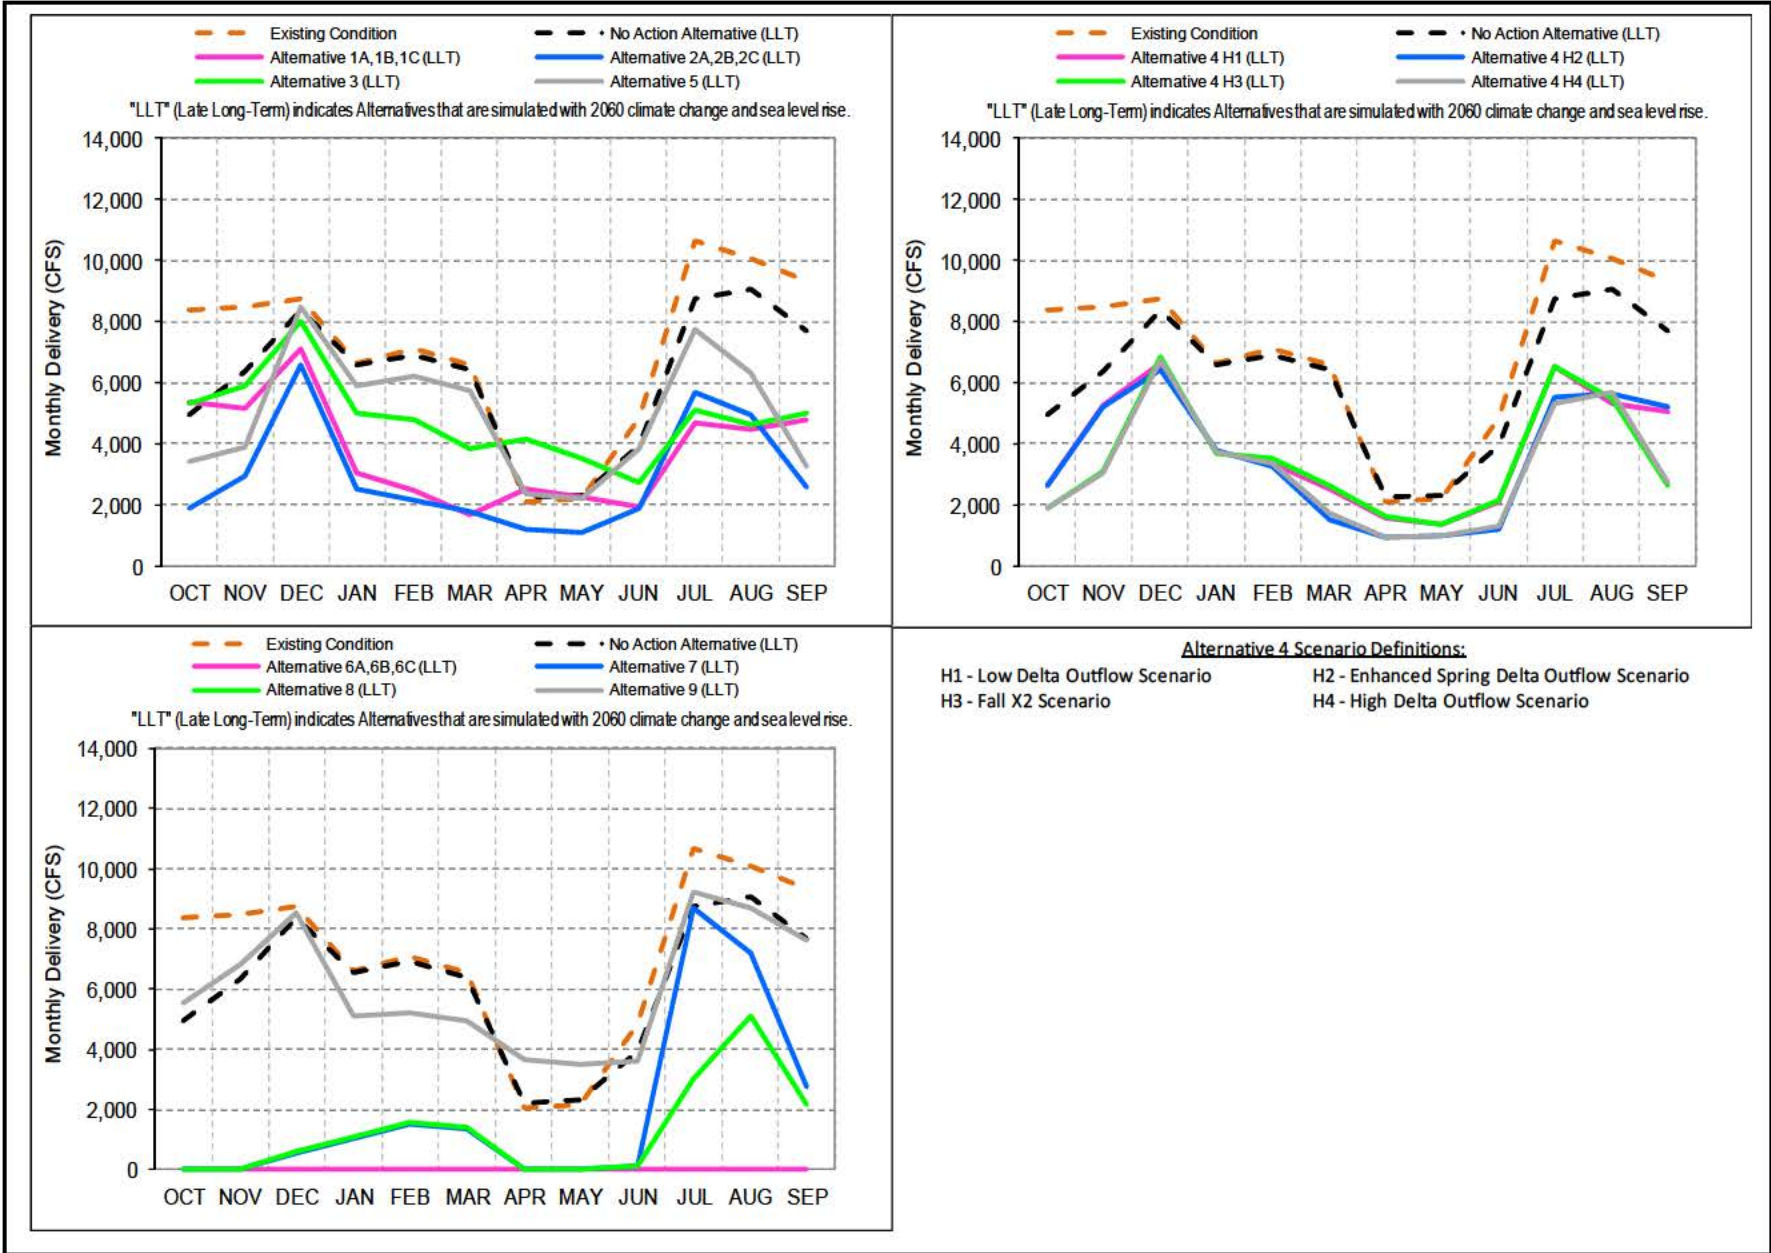 Existing Condition No Action Alternative (LLT)
Alternative 1A,1B,1C (LLT) Alternative 2A,2B,2C (LLT)
Alternative 3 (LLT) Alternative 5 (LLT)
"LLT" (Late Long-Term) indicates Alternatives that are simulated with 2060 climate change and sea level rise.
Monthly Delivery (CFS)
14,000
12,000
10,000
8,000
6,000
4,000
2,000
0
OCT NOV DEC JAN FEB MAR APR MAY JUN JUL AUG SEP
Existing Condition No Action Alternative (LLT)
Alternative 4 H1 (LLT) Alternative 4 H2 (LLT)
Alternative 4 H3 (LLT) Alternative 4 H4 (LLT)
"LLT" (Late Long-Term) indicates Alternatives that are simulated with 2060 climate change and sea level rise.
Monthly Delivery (CFS)
14,000
12,000
10,000
8,000
6,000
4,000
2,000
0
OCT NOV DEC JAN FEB MAR APR MAY JUN JUL AUG SEP
Existing Condition No Action Alternative (LLT)
Alternative 6A,6B,6C (LLT) Alternative 7 (LLT)
Alternative 8 (LLT) Alternative 9 (LLT)
"LLT" (Late Long-Term) indicates Alternatives that are simulated with 2060 climate change and sea level rise.
Monthly Delivery (CFS)
14,000
12,000
10,000
8,000
6,000
4,000
2,000
0
OCT NOV DEC JAN FEB MAR APR MAY JUN JUL AUG SEP
Alternative 4 Scenario Definitions:
H1 - Low Delta Outflow Scenario H2 - Enhanced Spring Delta Outflow Scenario
H3 - Fall X2 Scenario H4 - High Delta Outflow Scenario